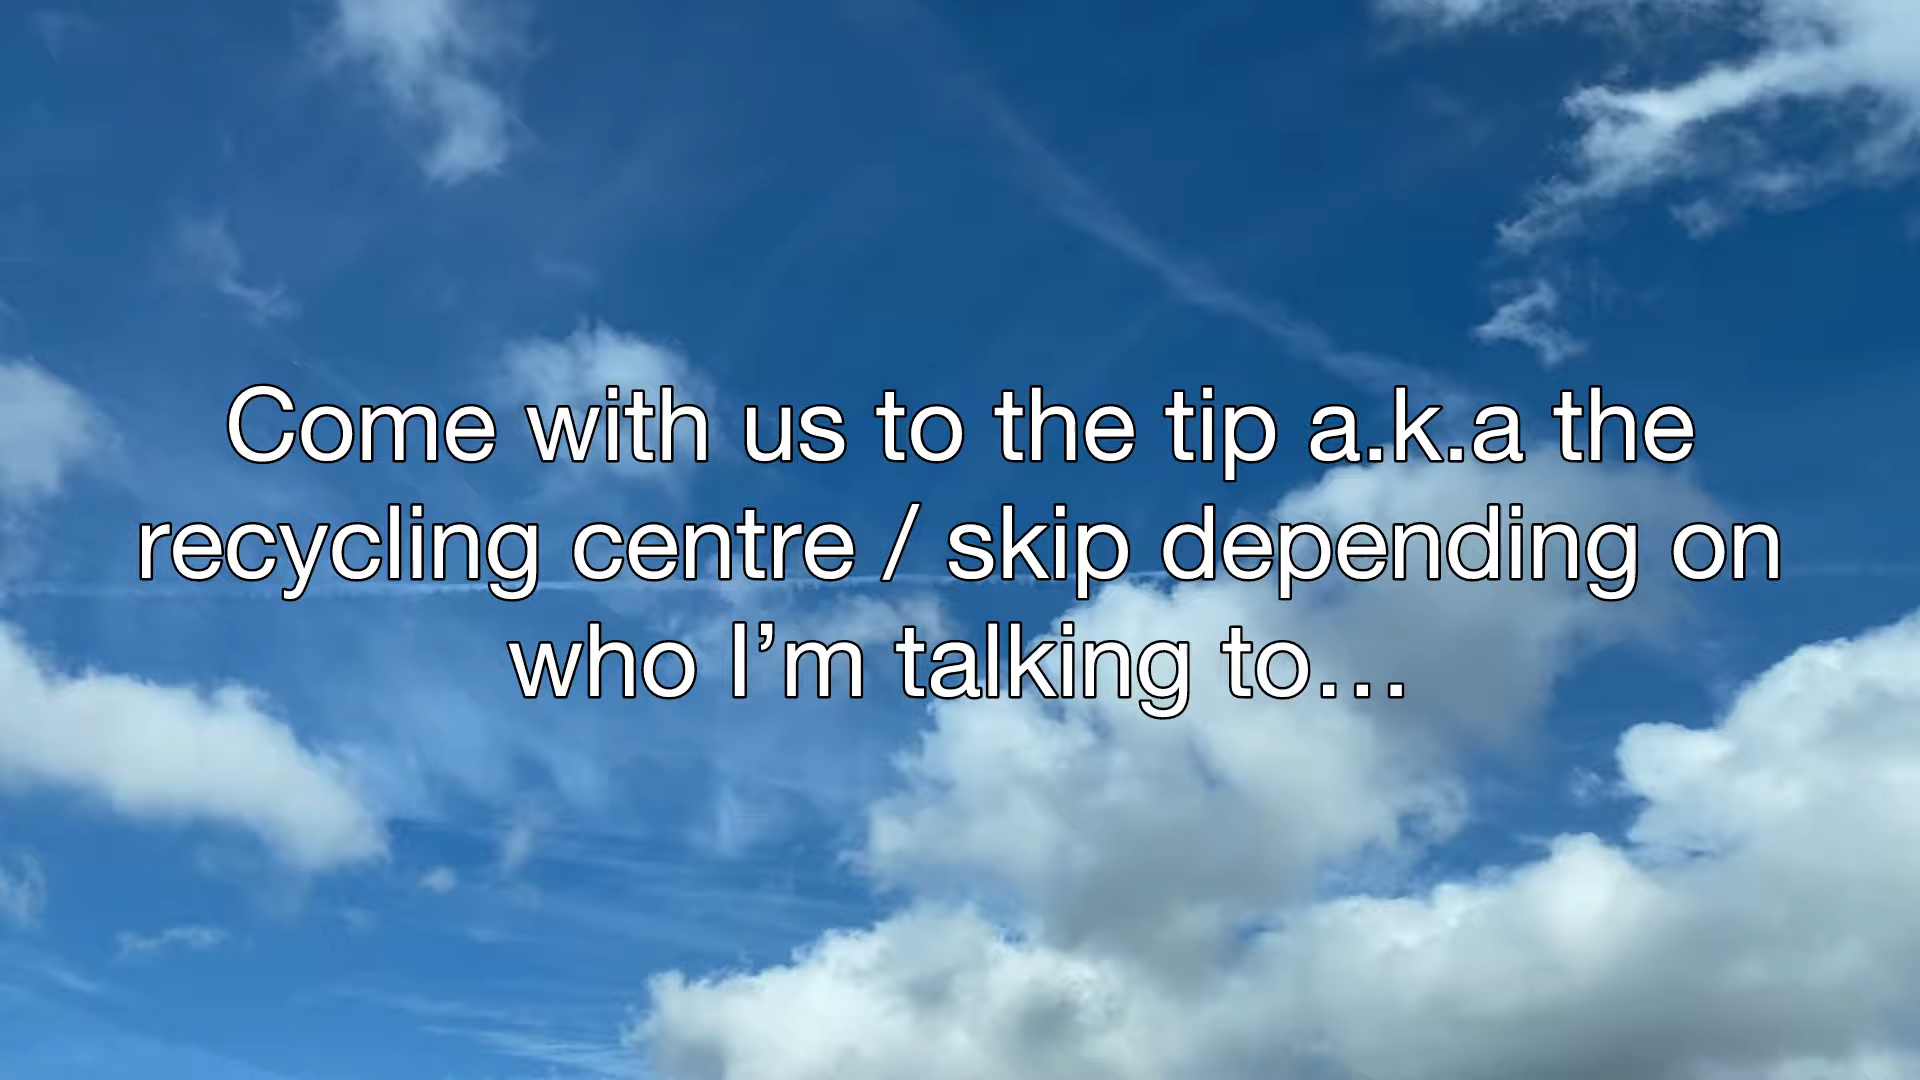 Come with us to the tip a.k.a the
recycling centre / skip depending on
who I’m talking to…